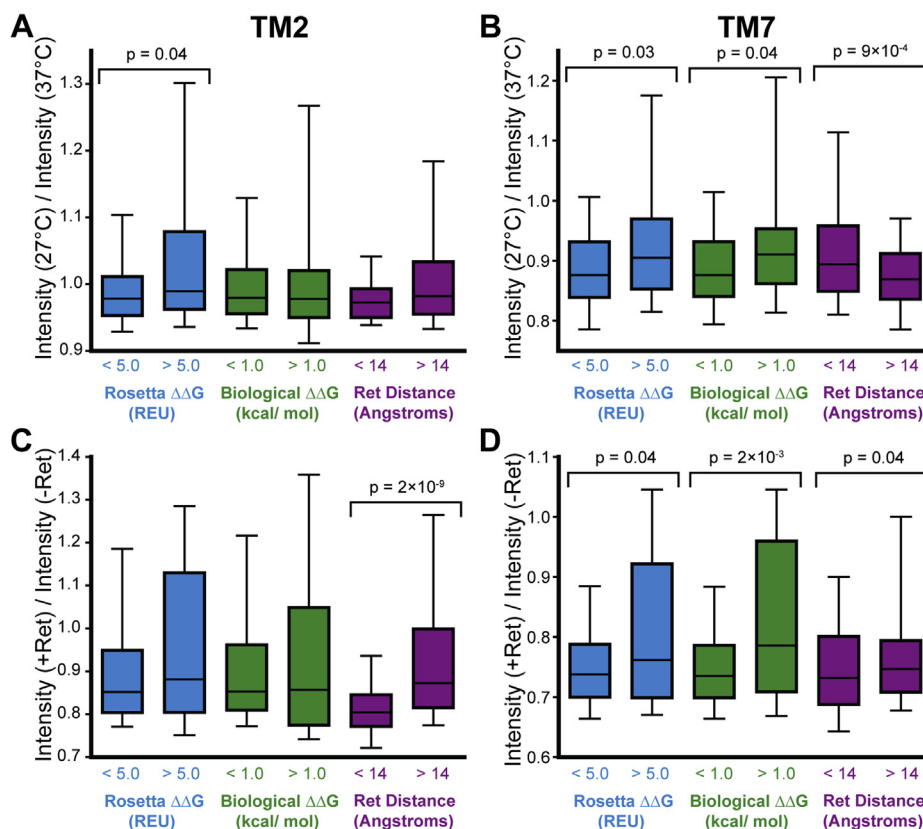 A
TM2
Intensity (27°C) / Intensity (37°C)
p = 0.04
1.3
1.2
1.1
1.0
0.9
< 5.0 > 5.0 < 1.0 > 1.0 < 14 > 14
Rosetta ΔΔG Biological ΔΔG Ret Distance
(REU) (kcal/ mol) (Angstroms)
B
TM7
Intensity (27°C) / Intensity (37°C)
p = 0.03 p = 0.04 p = 9×10-4
1.2
1.1
1.0
0.9
0.8
< 5.0 > 5.0 < 1.0 > 1.0 < 14 > 14
Rosetta ΔΔG Biological ΔΔG Ret Distance
(REU) (kcal/ mol) (Angstroms)
C
Intensity (+Ret) / Intensity (-Ret)
p = 2×10-9
1.4
1.3
1.2
1.1
1.0
0.9
0.8
0.7
< 5.0 > 5.0 < 1.0 > 1.0 < 14 > 14
Rosetta ΔΔG Biological ΔΔG Ret Distance
(REU) (kcal/ mol) (Angstroms)
D
Intensity (+Ret) / Intensity (-Ret)
p = 0.04 p = 2×10-3 p = 0.04
1.1
1.0
0.9
0.8
0.7
0.6
< 5.0 > 5.0 < 1.0 > 1.0 < 14 > 14
Rosetta ΔΔG Biological ΔΔG Ret Distance
(REU) (kcal/ mol) (Angstroms)